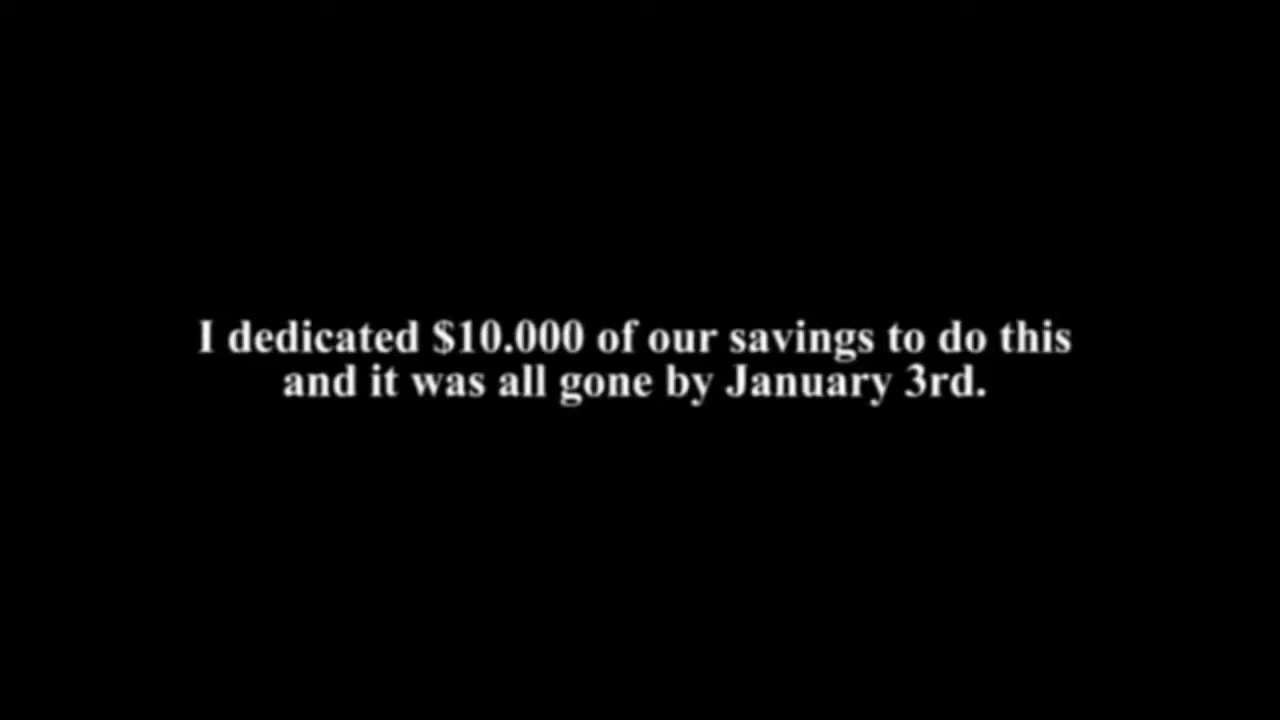 I dedicated $10.000 of our savings to do this
and it was all gone by January 3rd.